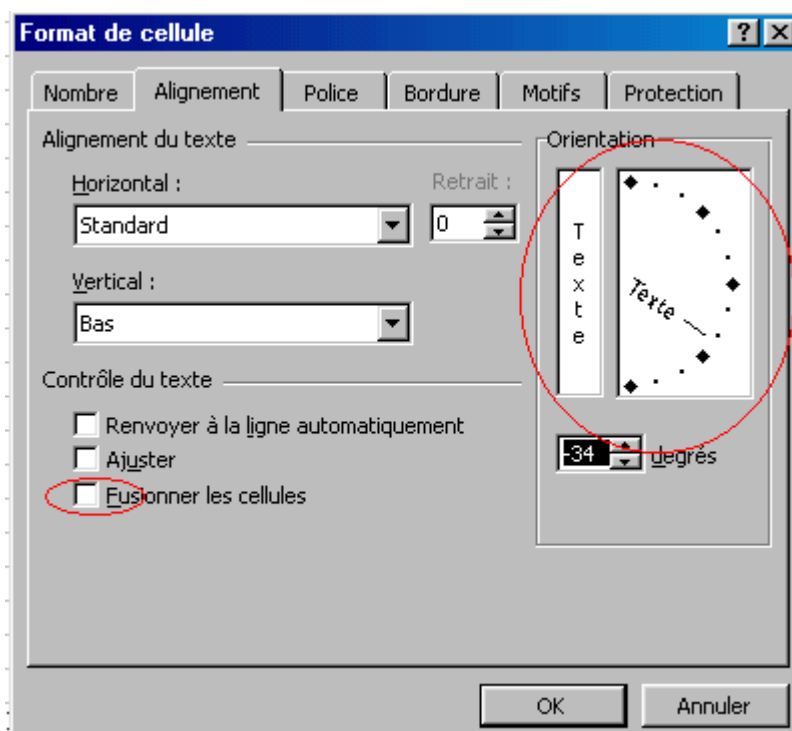 Format de cellule
Nombre Alignement Police Bordure Motifs Protection
Alignement du texte
Horizontal :
Retrait :
Standard
0
Vertical :
Bas
Contrôle du texte
Renvoyer à la ligne automatiquement
Ajuster
Fusionner les cellules
Orientation
Texte
Texte
-34 degrés
OK Annuler